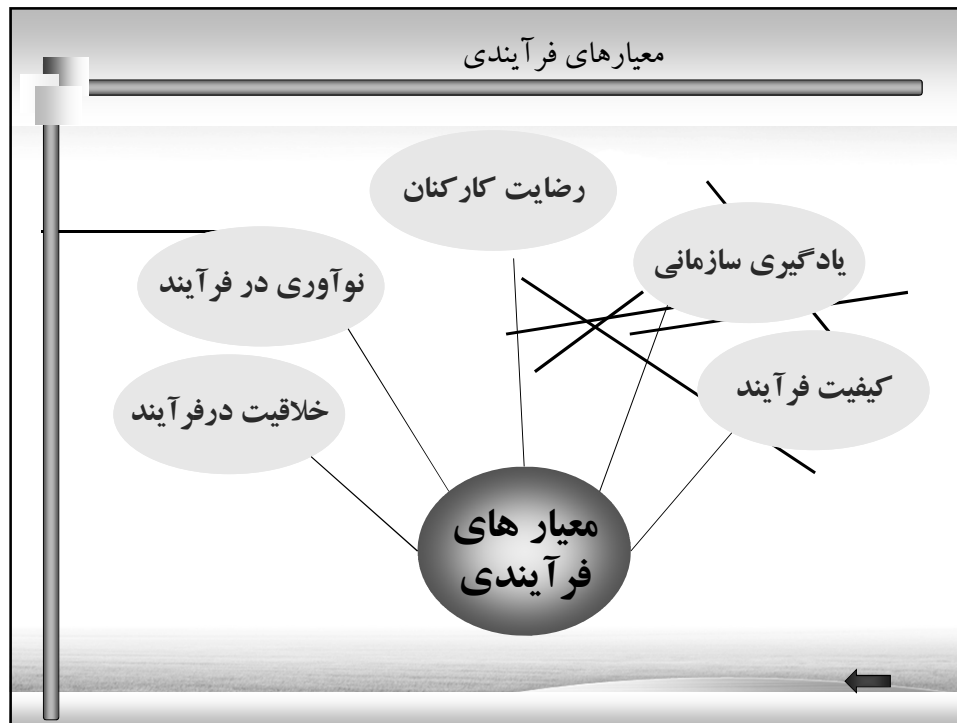 معیارهای فرآیندی
رضایت کارکنان
یادگیری سازمانی
نوآوری در فرآیند
کیفیت فرآیند
خلاقیت درفرآیند
معیار های
فرآیندی